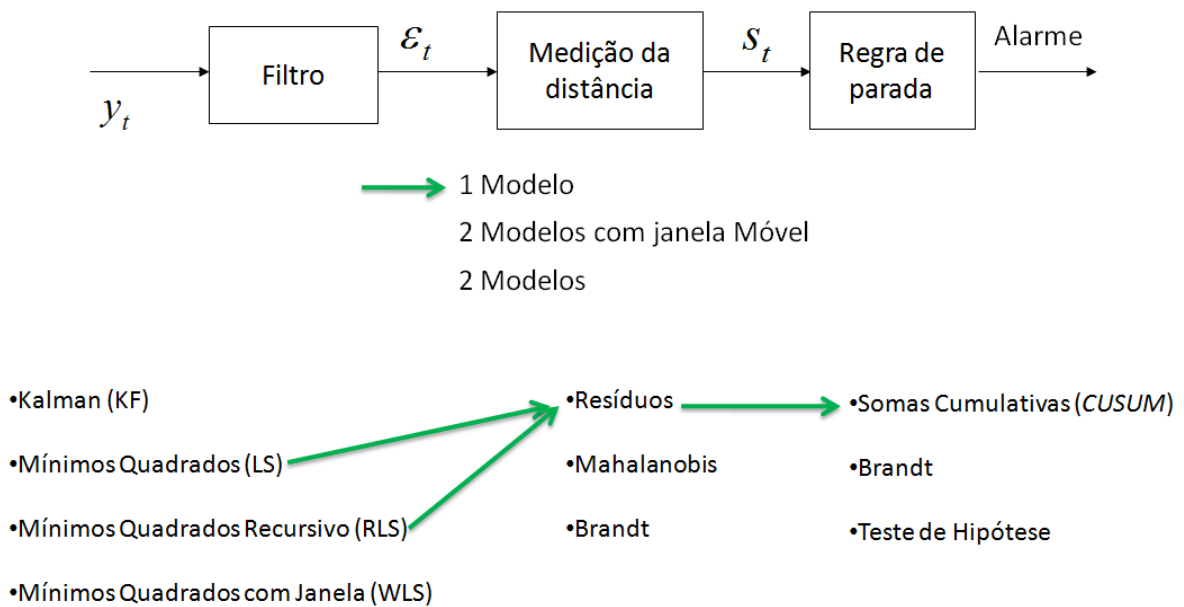 y_t
Filtro
ε_t
Medição da
distância
s_t
Regra de
parada
Alarme
1 Modelo
2 Modelos com janela Móvel
2 Modelos
•Kalman (KF)
•Mínimos Quadrados (LS)
•Mínimos Quadrados Recursivo (RLS)
•Mínimos Quadrados com Janela (WLS)
•Resíduos
•Mahalanobis
•Brandt
•Somas Cumulativas (CUSUM)
•Brandt
•Teste de Hipótese